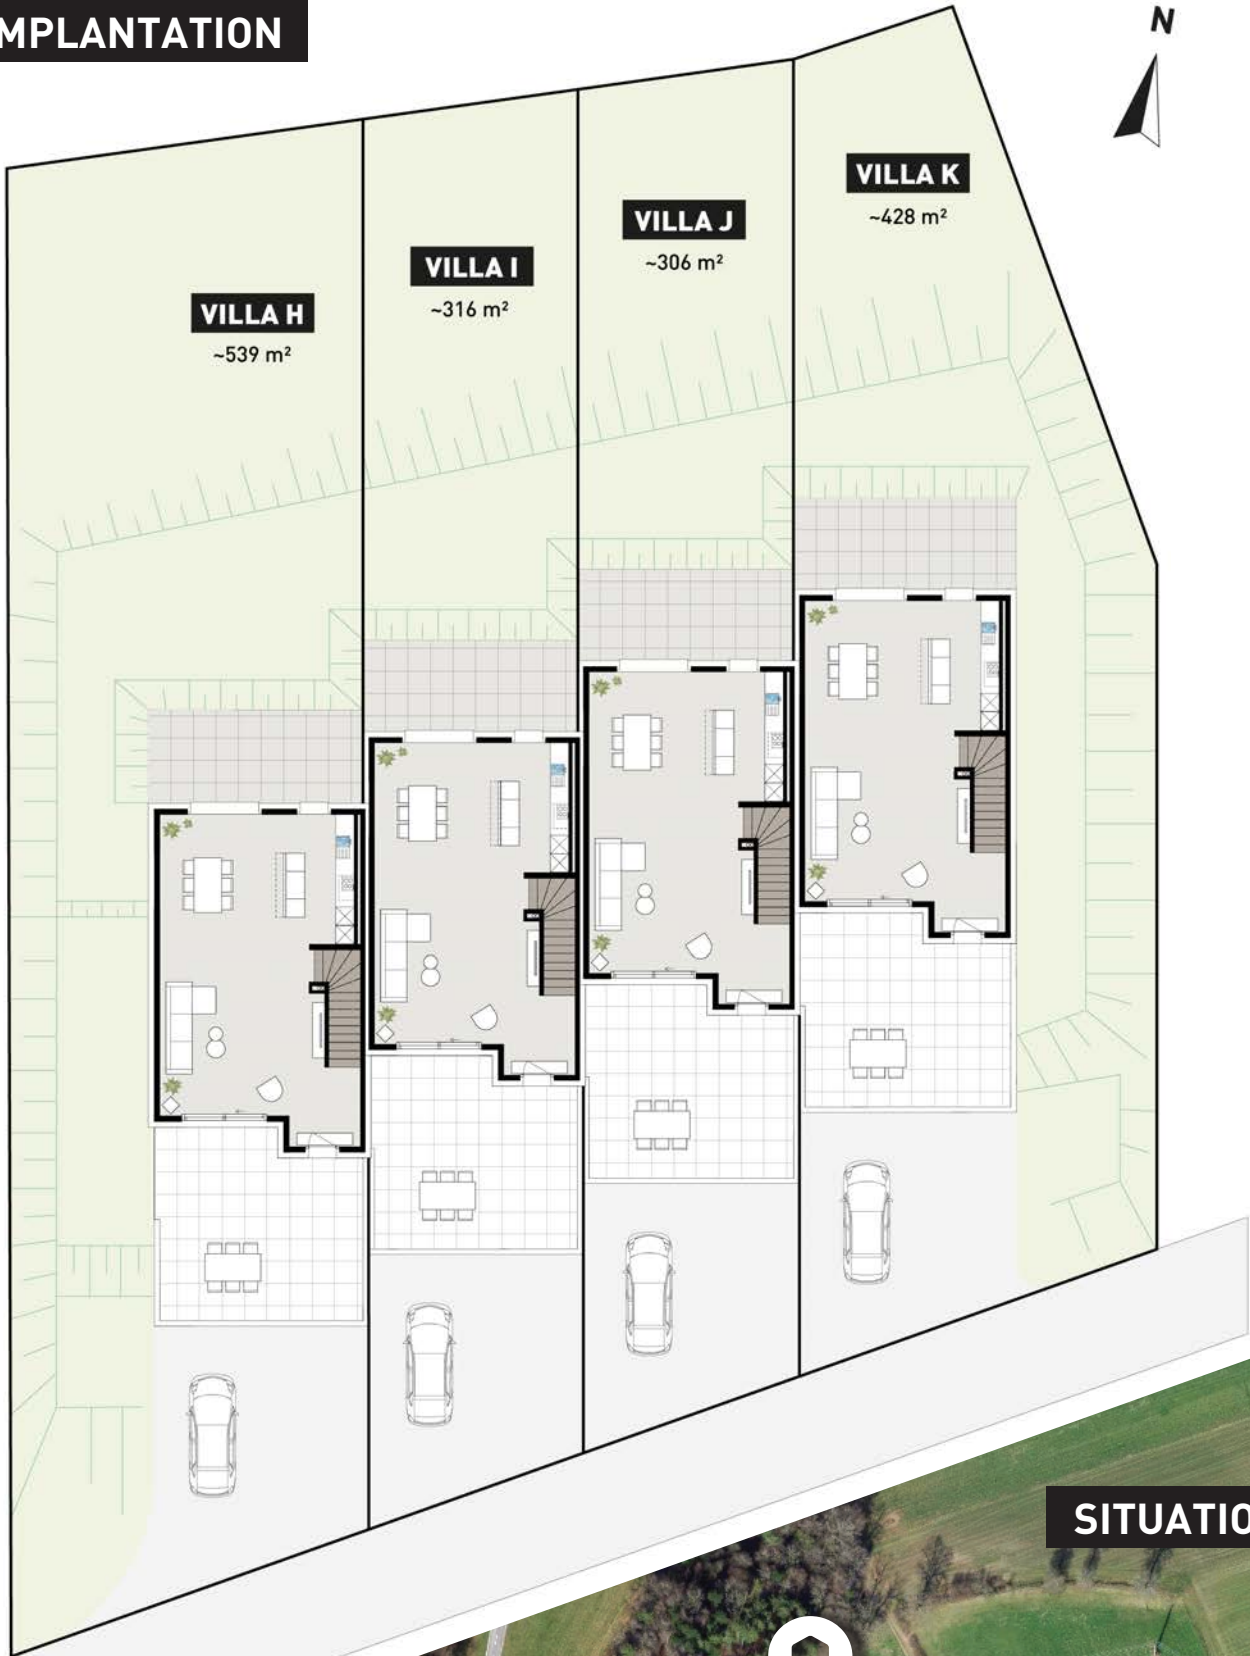 MPLANTATION
N
VILLA K
~428 m²
VILLA J
~306 m²
VILLA I
~316 m²
VILLA H
~539 m²
SITUATIO